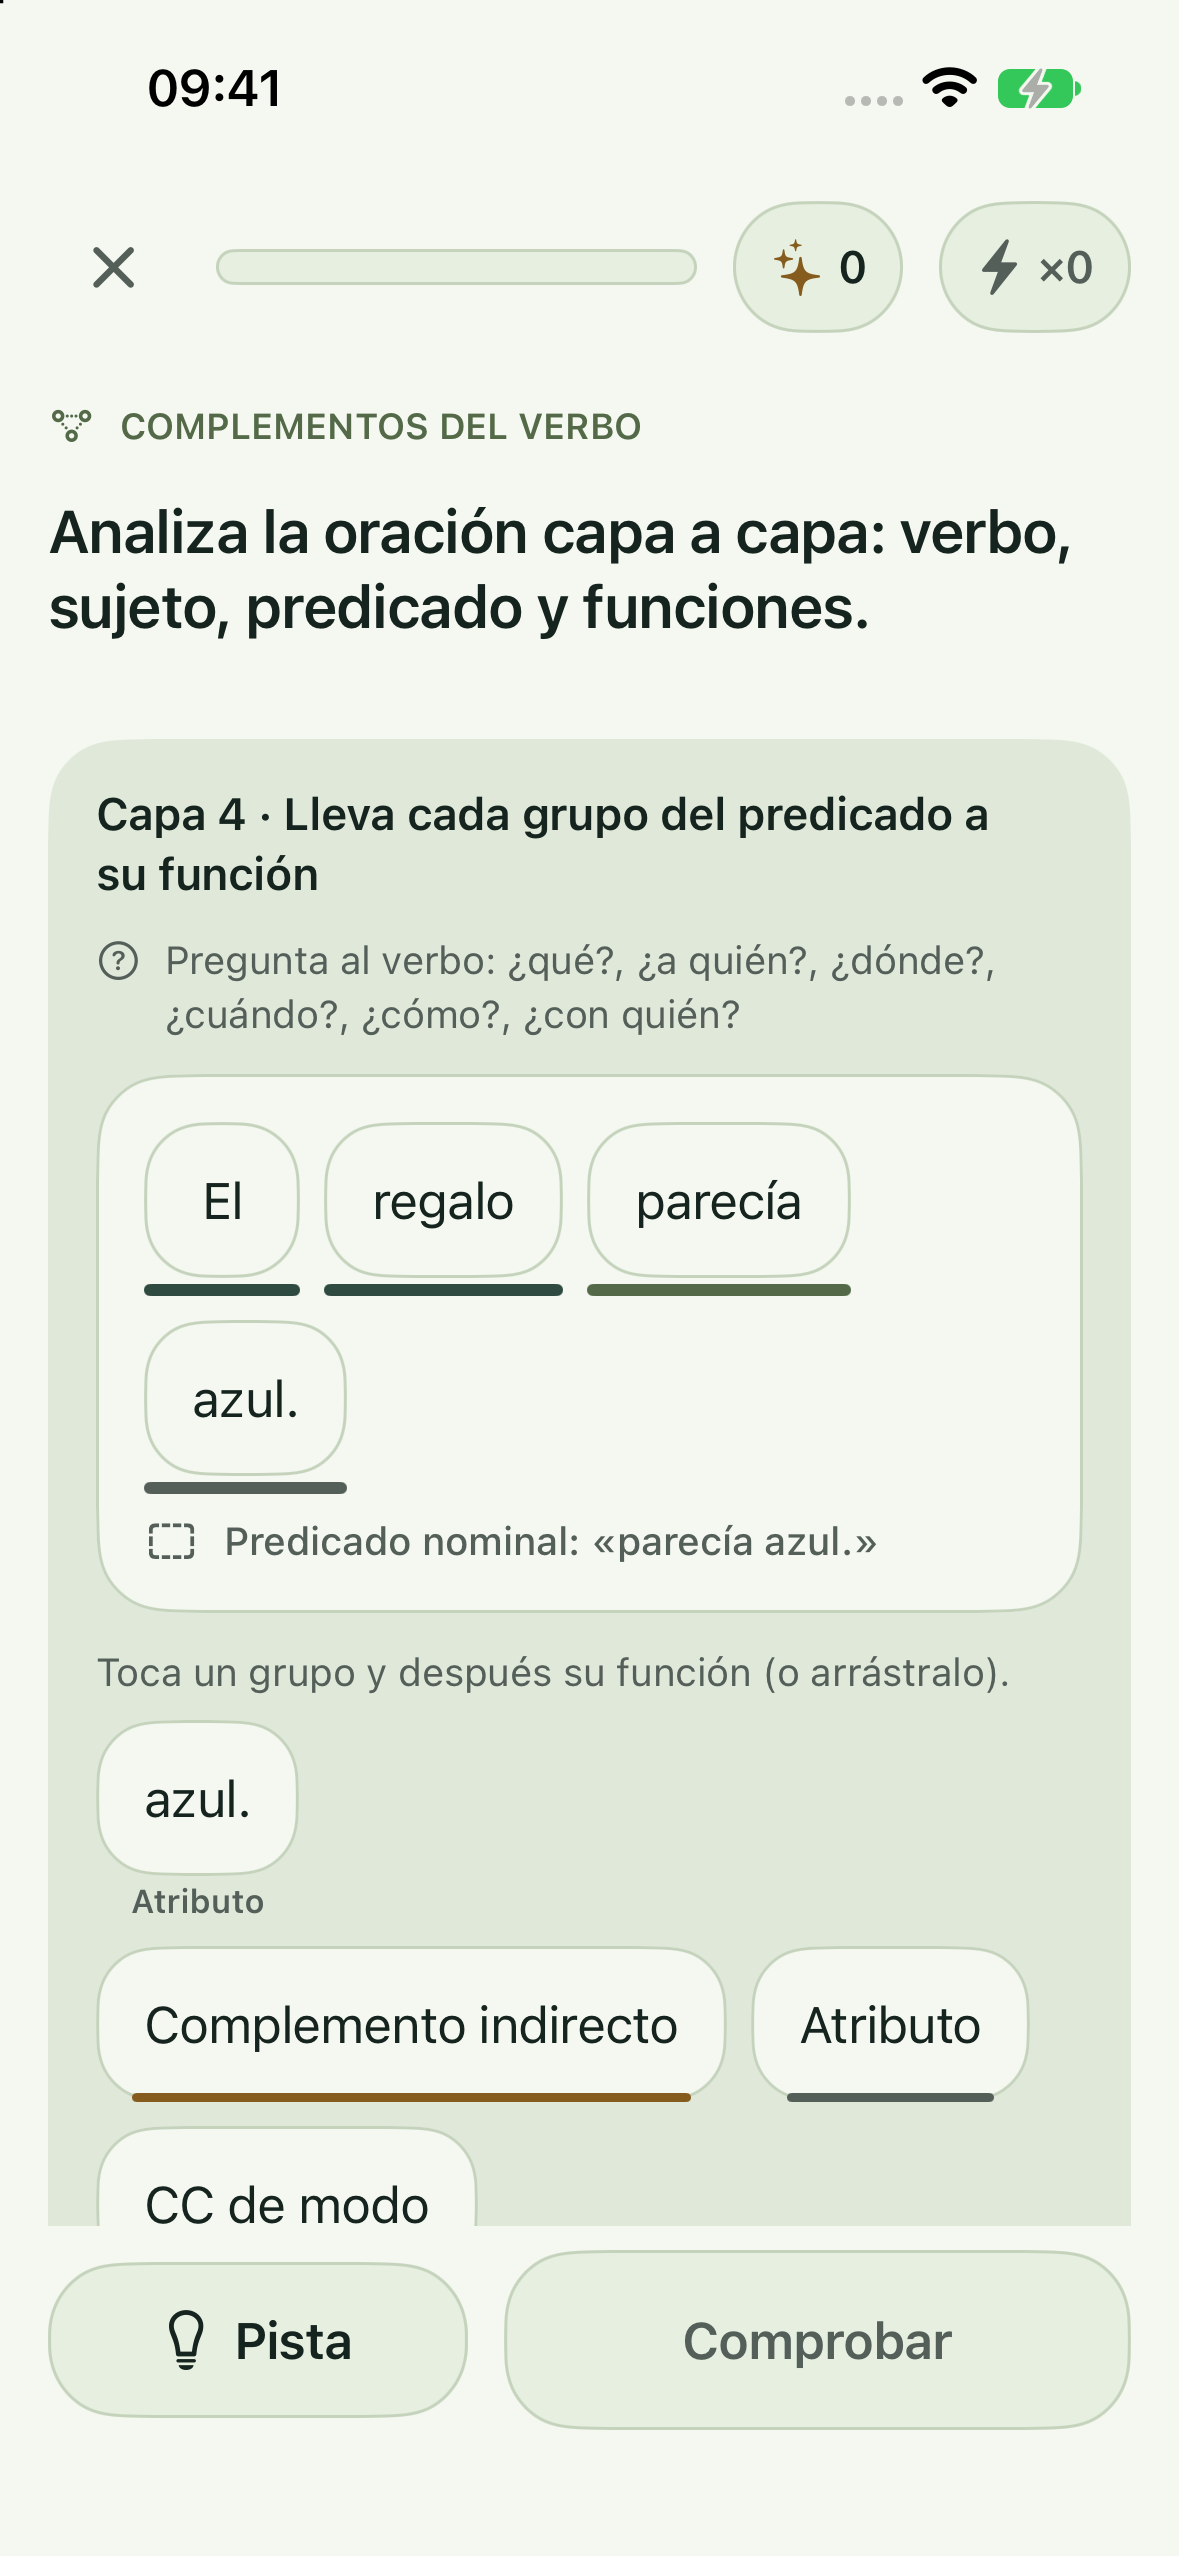 09:41
0
×0
COMPLEMENTOS DEL VERBO
Analiza la oración capa a capa: verbo,
sujeto, predicado y funciones.
Capa 4 · Lleva cada grupo del predicado a
su función
? Pregunta al verbo: ¿qué?, ¿a quién?, ¿dónde?,
¿cuándo?, ¿cómo?, ¿con quién?
El regalo parecía
azul.
Predicado nominal: «parecía azul.»
Toca un grupo y después su función (o arrástralo).
azul.
Atributo
Complemento indirecto Atributo
CC de modo
Pista Comprobar